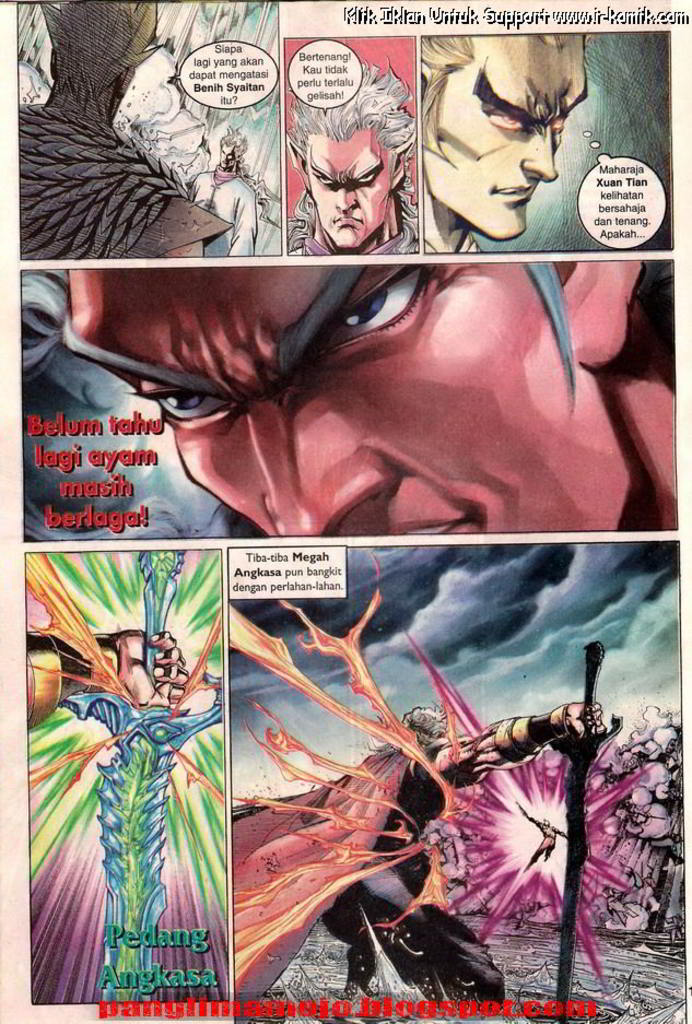 Klik Iklan Untuk Support www.ir-komik.com
Siapa
lagi yang akan
dapat mengatasi
Benih Syaitan
itu?
Bertenang!
Kau tidak
perlu terlalu
gelisah!
Maharaja
Xuan Tian
kelihatan
bersahaja
dan tenang.
Apakah...
Belum tahu
lagi ayam
masih
berlaga!
Tiba-tiba Megah
Angkasa pun bangkit
dengan perlahan-lahan.
Pedang
Angkasa
panglimamojo.blogspot.com